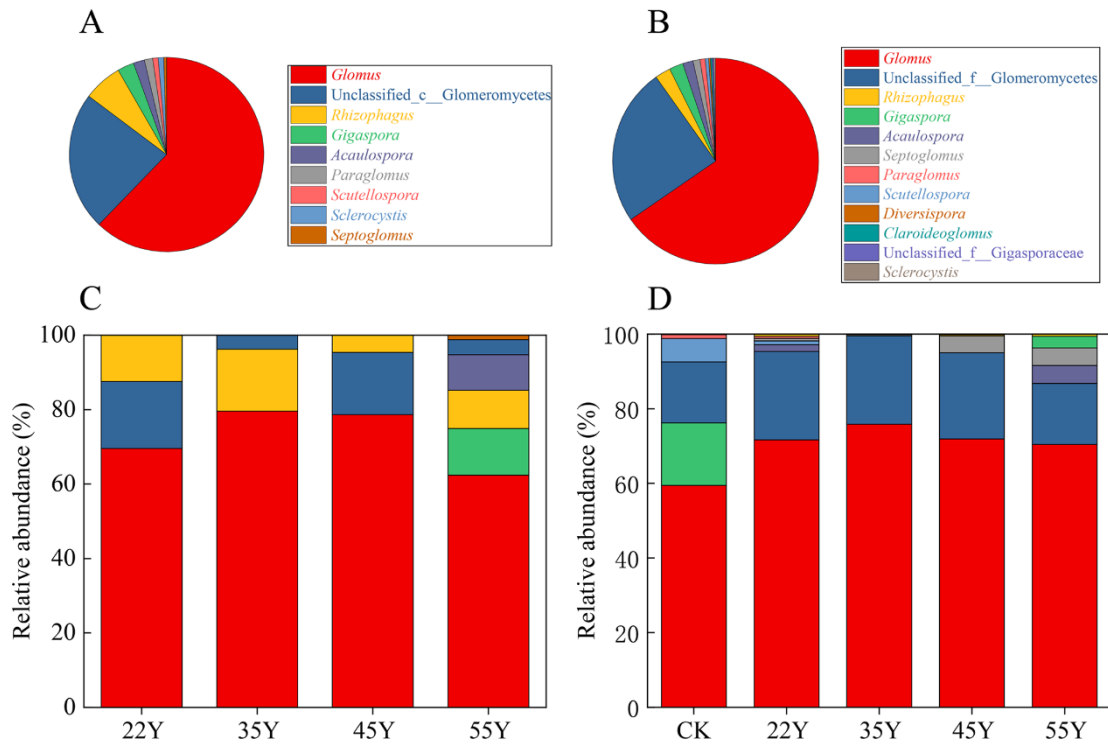 A
Glomus
Unclassified_c__Glomeromycetes
Rhizophagus
Gigaspora
Acaulospora
Paraglomus
Scutellospora
Sclerocystis
Septoglomus
B
Glomus
Unclassified_f__Glomeromycetes
Rhizophagus
Gigaspora
Acaulospora
Septoglomus
Paraglomus
Scutellospora
Diversispora
Claroideoglomus
Unclassified_f__Gigasporaceae
Sclerocystis
C
Relative abundance (%)
100
80
60
40
20
0
22Y 35Y 45Y 55Y
D
Relative abundance (%)
100
80
60
40
20
0
CK 22Y 35Y 45Y 55Y